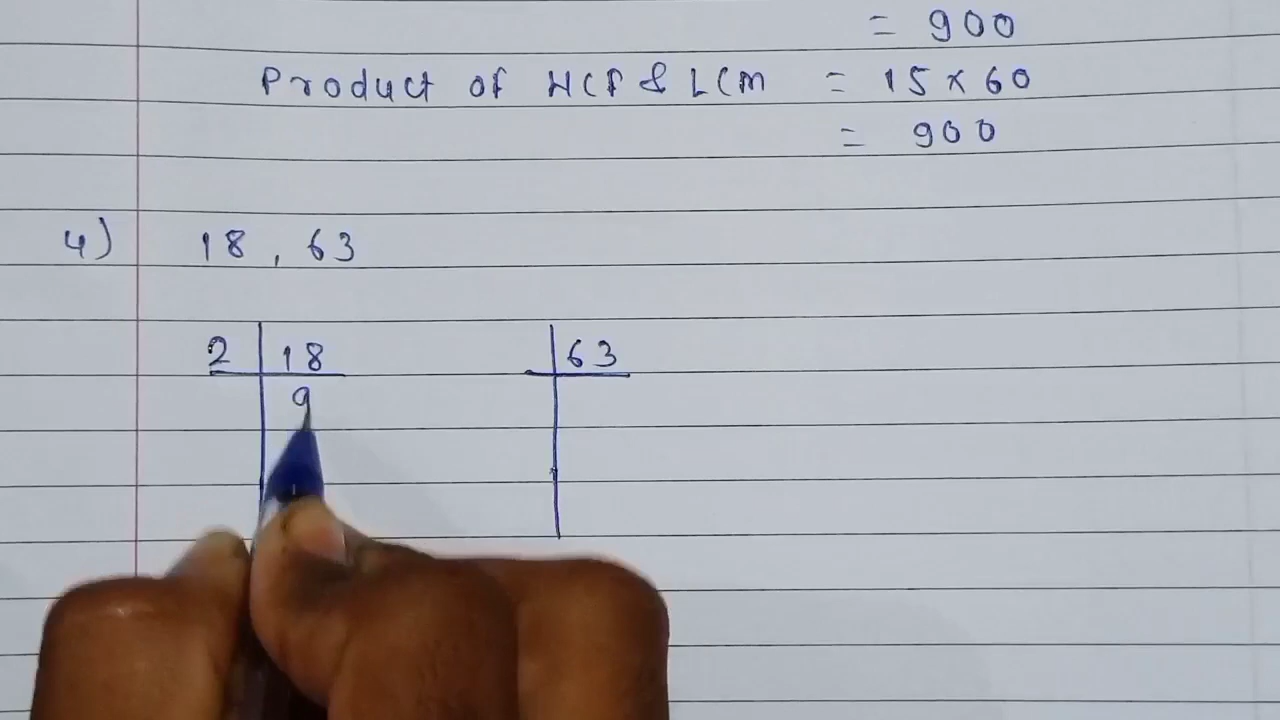 = 900
Product of HCF & LCM = 15 × 60
= 900
4) 18, 63
2 18 63
9